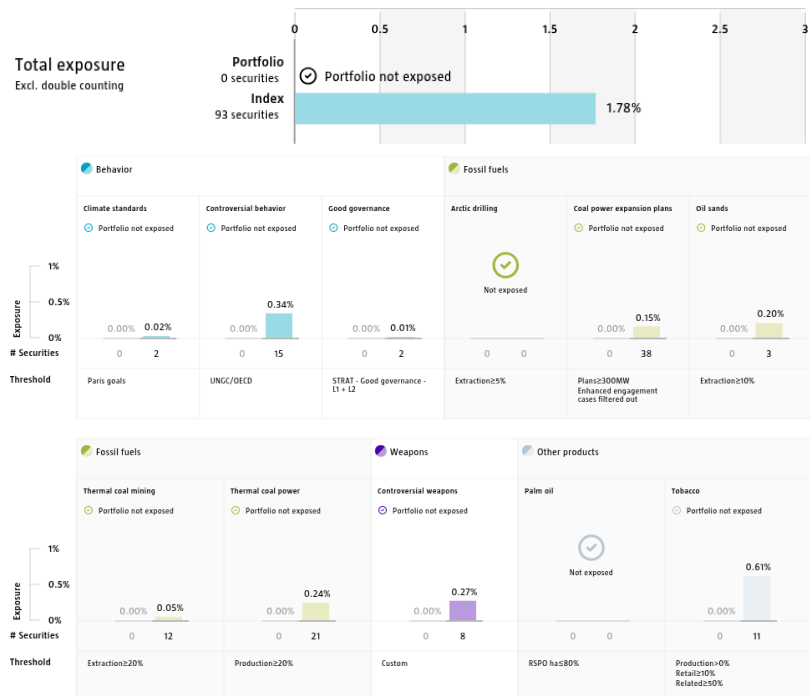 0 0.5 1 1.5 2 2.5 3
Total exposure
Excl. double counting
Portfolio
0 securities
Portfolio not exposed
Index
93 securities
1.78%
Behavior
Fossil fuels
Climate standards Controversial behavior Good governance Arctic drilling Coal power expansion plans Oil sands
Portfolio not exposed Portfolio not exposed Portfolio not exposed Portfolio not exposed Portfolio not exposed
Not exposed
Exposure
1%
0.5%
0%
0.00% 0.02% 0.00% 0.34% 0.00% 0.01% 0.00% 0.15% 0.00% 0.20%
# Securities 0 2 0 15 0 2 0 0 0 38 0 3
Threshold
Paris goals
UNGC/OECD
STRAT - Good governance -
L1 + L2
Extraction≥5%
Plans≥300MW
Enhanced engagement
cases filtered out
Extraction≥10%
Fossil fuels
Weapons
Other products
Thermal coal mining Thermal coal power Controversial weapons Palm oil Tobacco
Portfolio not exposed Portfolio not exposed Portfolio not exposed Portfolio not exposed
Not exposed
Exposure
1%
0.5%
0%
0.00% 0.05% 0.00% 0.24% 0.00% 0.27% 0.00% 0.61%
# Securities 0 12 0 21 0 8 0 0 0 11
Threshold
Extraction≥20%
Production≥20%
Custom
RSPO ha≤80%
Production>0%
Retail≥10%
Related≥50%